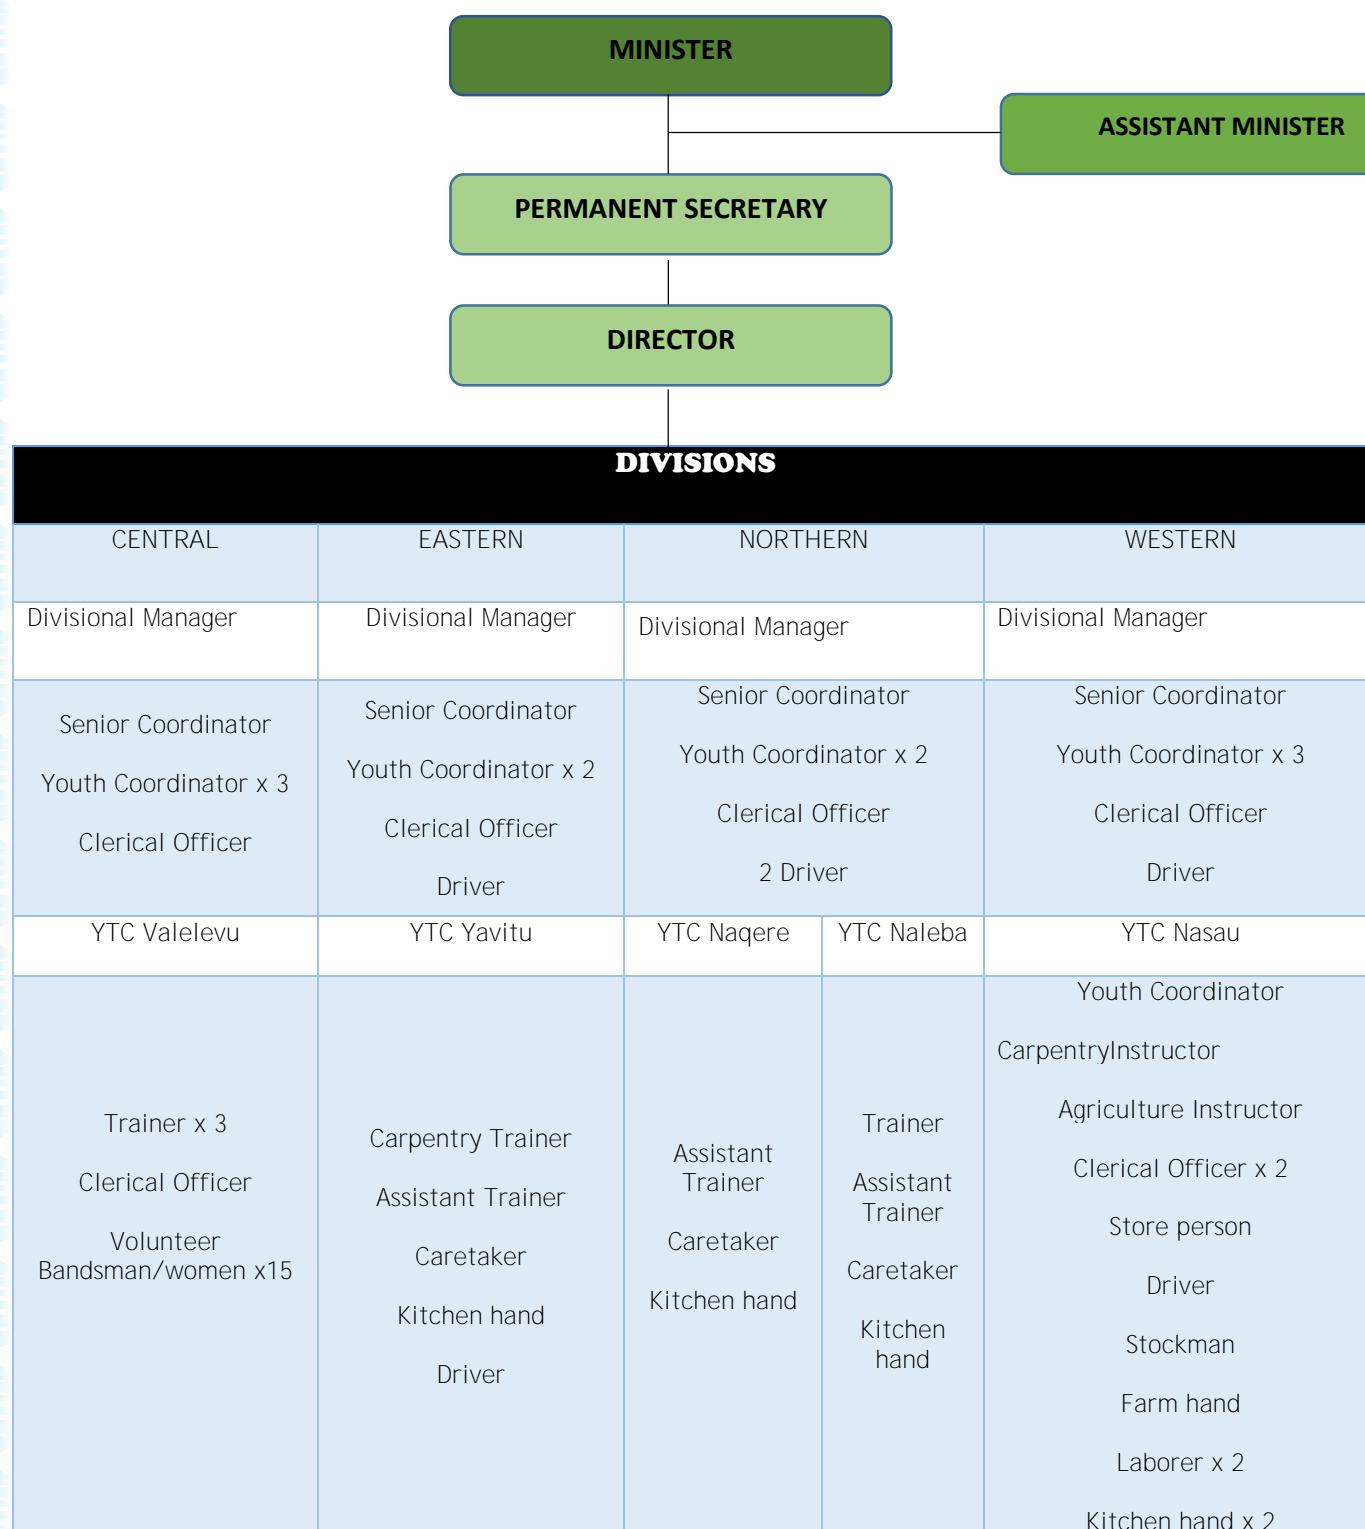 MINISTER
ASSISTANT MINISTER
PERMANENT SECRETARY
DIRECTOR
DIVISIONS
CENTRAL
EASTERN
NORTHERN
WESTERN
Divisional Manager
Divisional Manager
Divisional Manager
Divisional Manager
Senior Coordinator
Youth Coordinator x 3
Clerical Officer
Senior Coordinator
Youth Coordinator x 2
Clerical Officer
Driver
Senior Coordinator
Youth Coordinator x 2
Clerical Officer
2 Driver
Senior Coordinator
Youth Coordinator x 3
Clerical Officer
Driver
YTC Valelevu
YTC Yavitu
YTC Naqere
YTC Naleba
YTC Nasau
Trainer x 3
Clerical Officer
Volunteer
Bandsman/women x15
Carpentry Trainer
Assistant Trainer
Caretaker
Kitchen hand
Driver
Assistant
Trainer
Caretaker
Kitchen hand
Trainer
Assistant
Trainer
Caretaker
Kitchen
hand
Youth Coordinator
CarpentryInstructor
Agriculture Instructor
Clerical Officer x 2
Store person
Driver
Stockman
Farm hand
Laborer x 2
Kitchen hand x 2